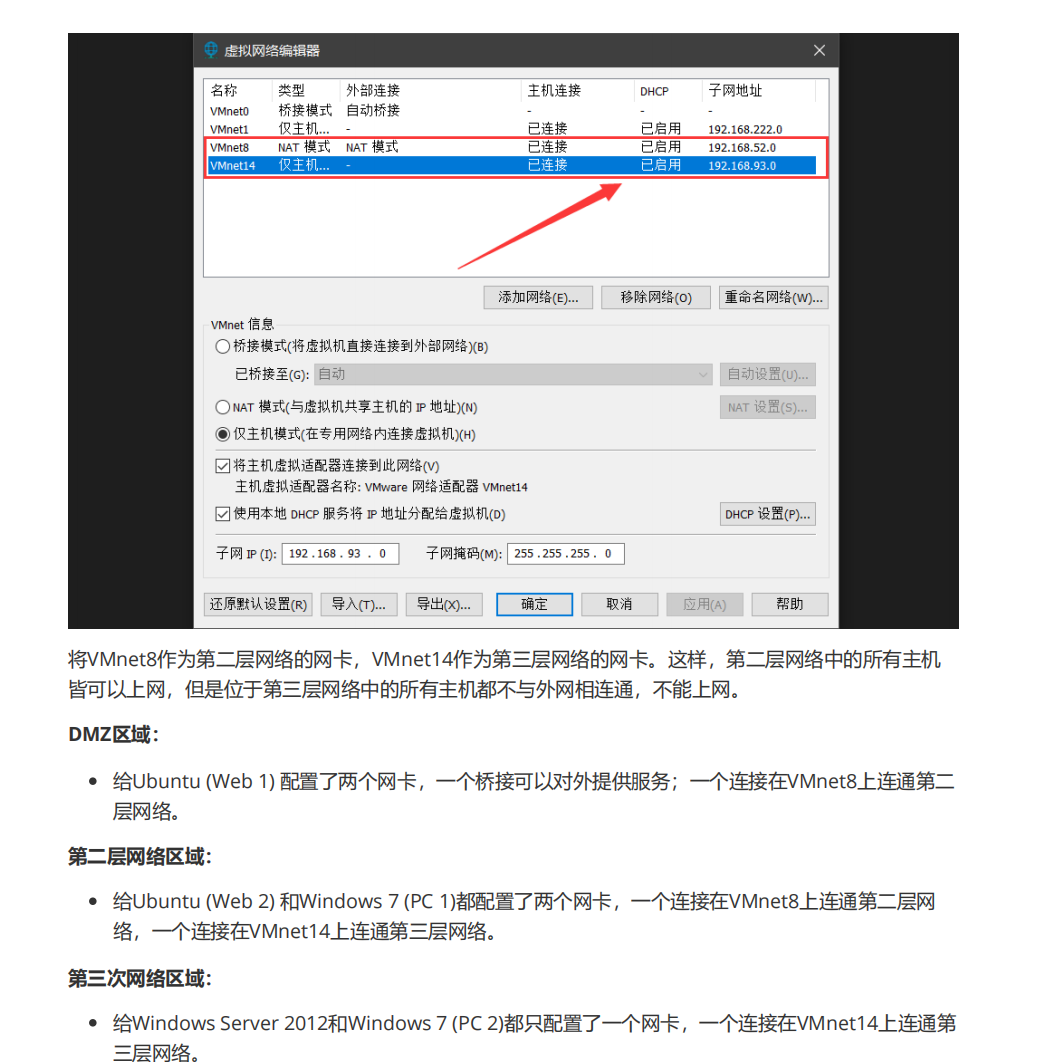 虚拟网络编辑器
名称 类型 外部连接 主机连接 DHCP 子网地址
VMnet0 桥接模式 自动桥接 - - -
VMnet1 仅主机... - 已连接 已启用 192.168.222.0
VMnet8 NAT 模式 NAT 模式 已连接 已启用 192.168.52.0
VMnet14 仅主机... - 已连接 已启用 192.168.93.0
添加网络(E)... 移除网络(O) 重命名网络(W)...
VMnet 信息
桥接模式(将虚拟机直接连接到外部网络)(B)
已桥接至(G): 自动 自动设置(U)...
NAT 模式(与虚拟机共享主机的 IP 地址)(N) NAT 设置(S)...
仅主机模式(在专用网络内连接虚拟机)(H)
将主机虚拟适配器连接到此网络(V)
主机虚拟适配器名称: VMware 网络适配器 VMnet14
使用本地 DHCP 服务将 IP 地址分配给虚拟机(D) DHCP 设置(P)...
子网 IP (I): 192.168.93.0 子网掩码(M): 255.255.255.0
还原默认设置(R) 导入(T)... 导出(X)... 确定 取消 应用(A) 帮助
将VMnet8作为第二层网络的网卡，VMnet14作为第三层网络的网卡。这样，第二层网络中的所有主机
皆可以上网，但是位于第三层网络中的所有主机都不与外网相连通，不能上网。
DMZ区域：
• 给Ubuntu (Web 1) 配置了两个网卡，一个桥接可以对外提供服务；一个连接在VMnet8上连通第二
层网络。
第二层网络区域：
• 给Ubuntu (Web 2) 和Windows 7 (PC 1)都配置了两个网卡，一个连接在VMnet8上连通第二层网
络，一个连接在VMnet14上连通第三层网络。
第三次网络区域：
• 给Windows Server 2012和Windows 7 (PC 2)都只配置了一个网卡，一个连接在VMnet14上连通第
三层网络。